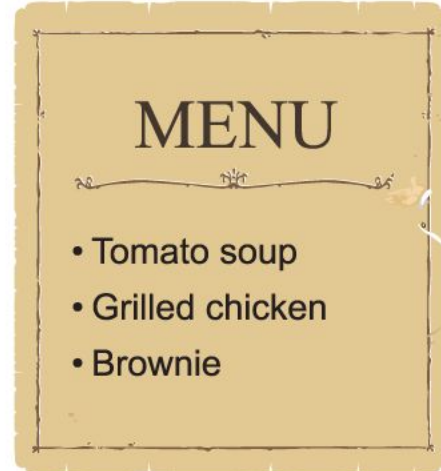 MENU
• Tomato soup
• Grilled chicken
• Brownie